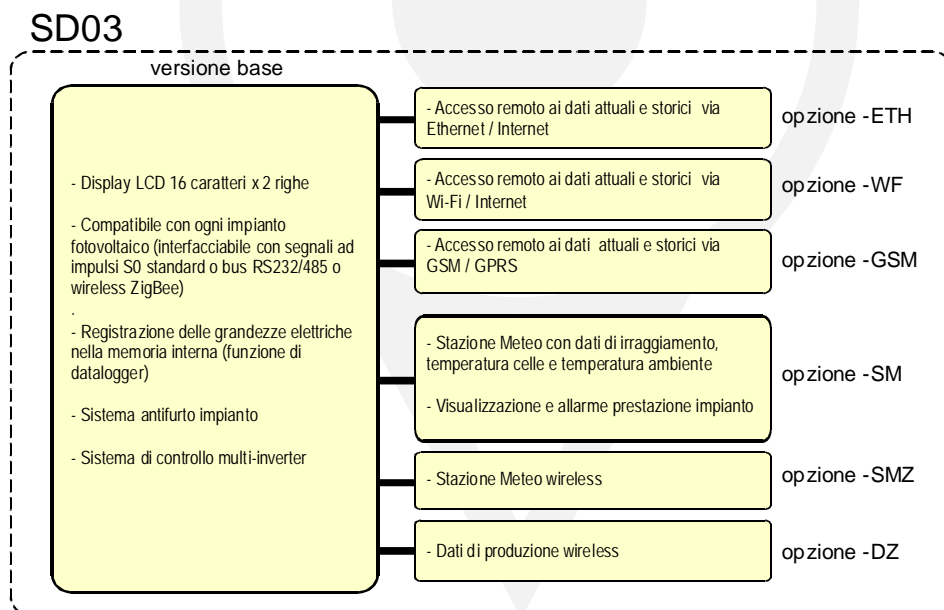 SD03
versione base
- Display LCD 16 caratteri x 2 righe
- Compatibile con ogni impianto
fotovoltaico (interfacciabile con segnali ad
impulsi S0 standard o bus RS232/485 o
wireless ZigBee)
.
- Registrazione delle grandezze elettriche
nella memoria interna (funzione di
datalogger)
- Sistema antifurto impianto
- Sistema di controllo multi-inverter
- Accesso remoto ai dati attuali e storici via
Ethernet / Internet
opzione -ETH
- Accesso remoto ai dati attuali e storici via
Wi-Fi / Internet
opzione -WF
- Accesso remoto ai dati attuali e storici via
GSM / GPRS
opzione -GSM
- Stazione Meteo con dati di irraggiamento,
temperatura celle e temperatura ambiente
- Visualizzazione e allarme prestazione impianto
opzione -SM
- Stazione Meteo wireless
opzione -SMZ
- Dati di produzione wireless
opzione -DZ